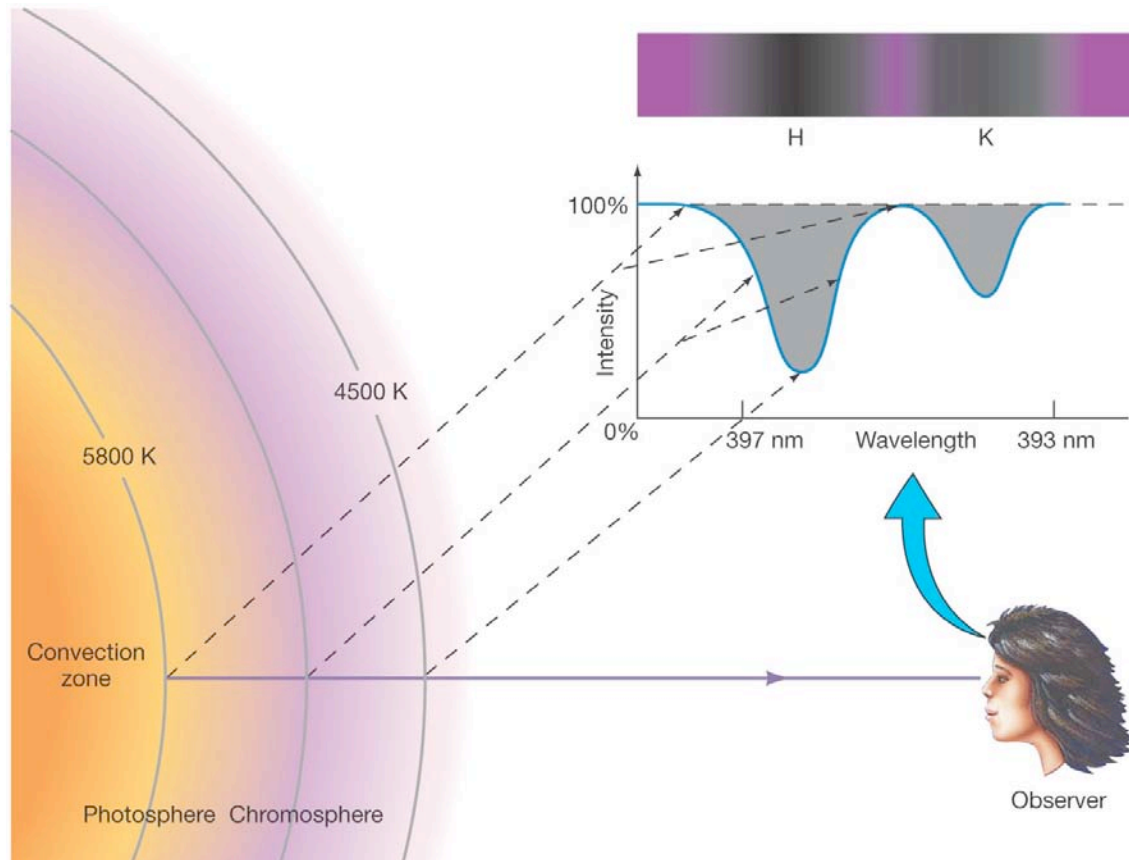 H
K
100%
Intensity
0%
397 nm
Wavelength
393 nm
4500 K
5800 K
Convection
zone
Photosphere
Chromosphere
Observer